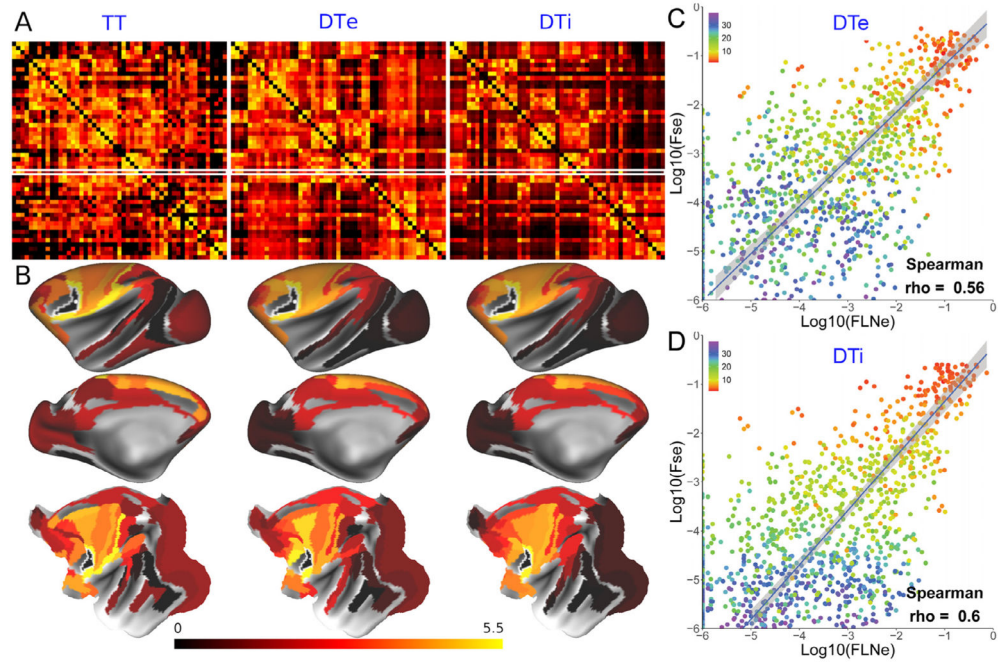 A
TT
DTe
DTi
B
0
5.5
C
DTe
30
20
10
0
−1
−2
−3
−4
−5
−6
Log10(Fse)
Spearman
rho = 0.56
−6
−5
−4
−3
−2
−1
0
Log10(FLNe)
D
DTi
30
20
10
0
−1
−2
−3
−4
−5
−6
Log10(Fse)
Spearman
rho = 0.6
−6
−5
−4
−3
−2
−1
0
Log10(FLNe)